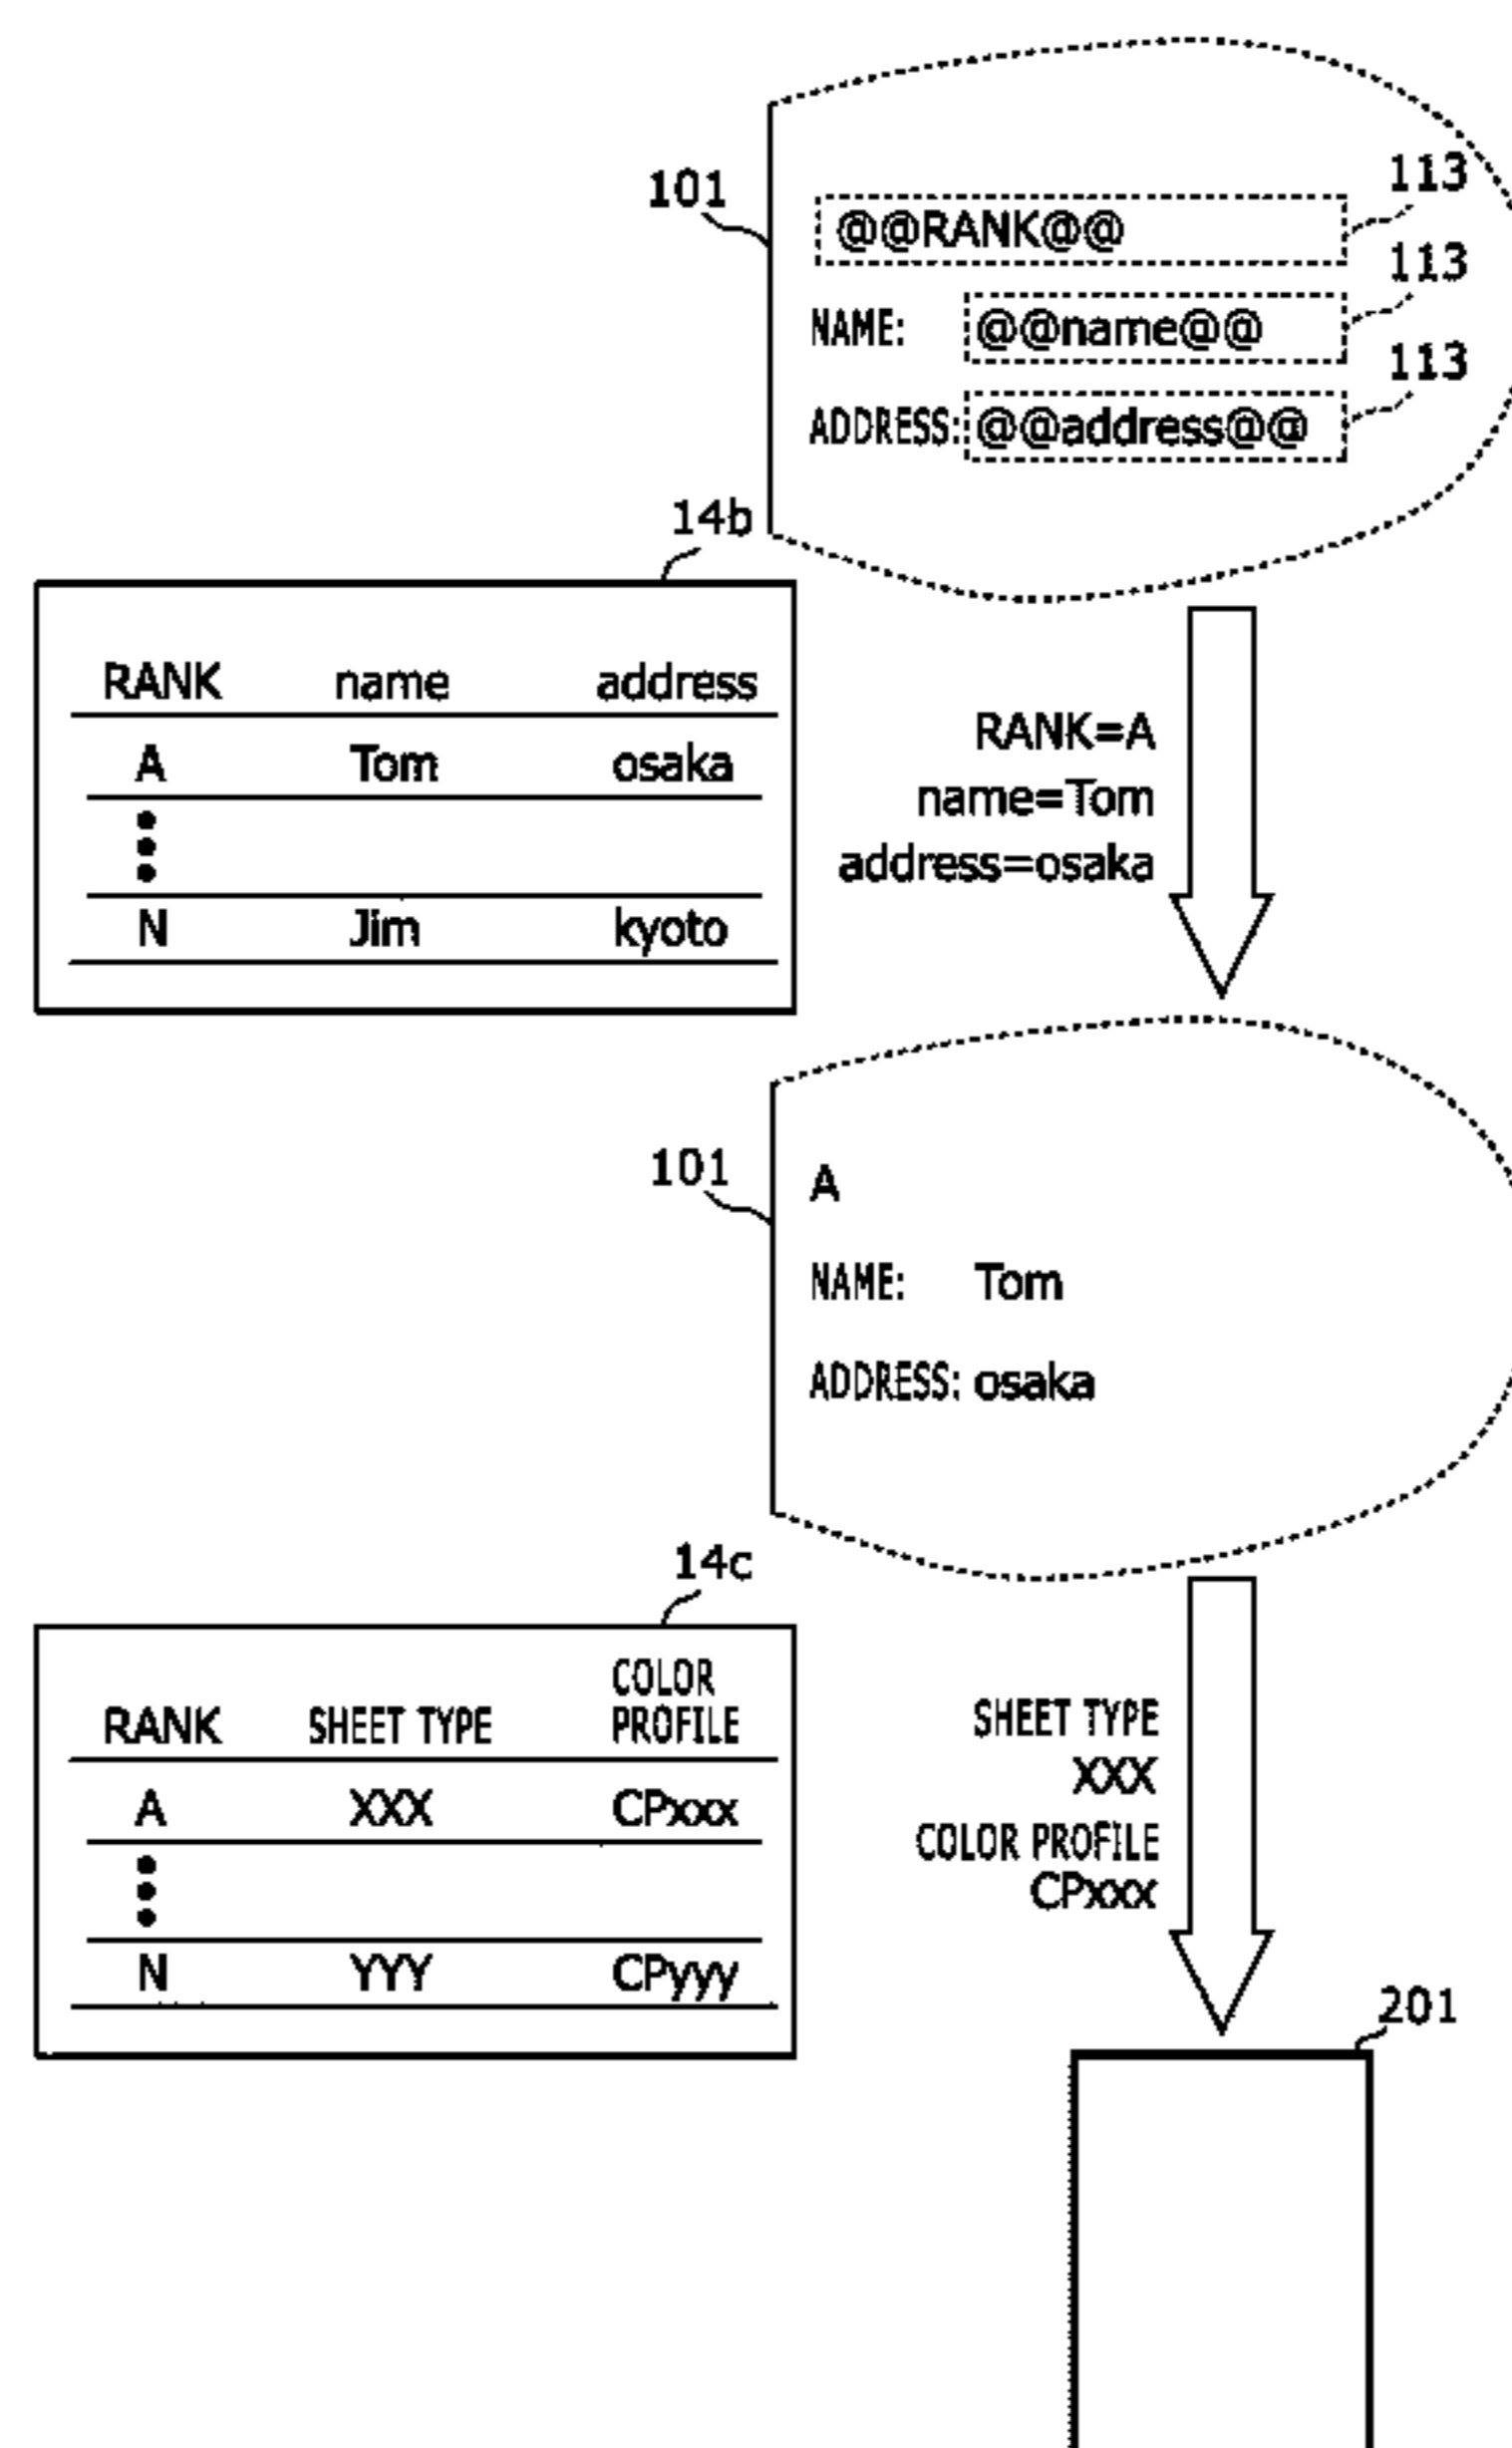 101
113
@@RANK@@
113
NAME: @@name@@
113
ADDRESS: @@address@@
14b
RANK name address
A Tom osaka
N Jim kyoto
RANK=A
name=Tom
address=osaka
101
A
NAME: Tom
ADDRESS: osaka
14c
RANK SHEET TYPE COLOR
PROFILE
A XXX CPxxx
N YYY CPyyy
SHEET TYPE
XXX
COLOR PROFILE
CPxxx
201